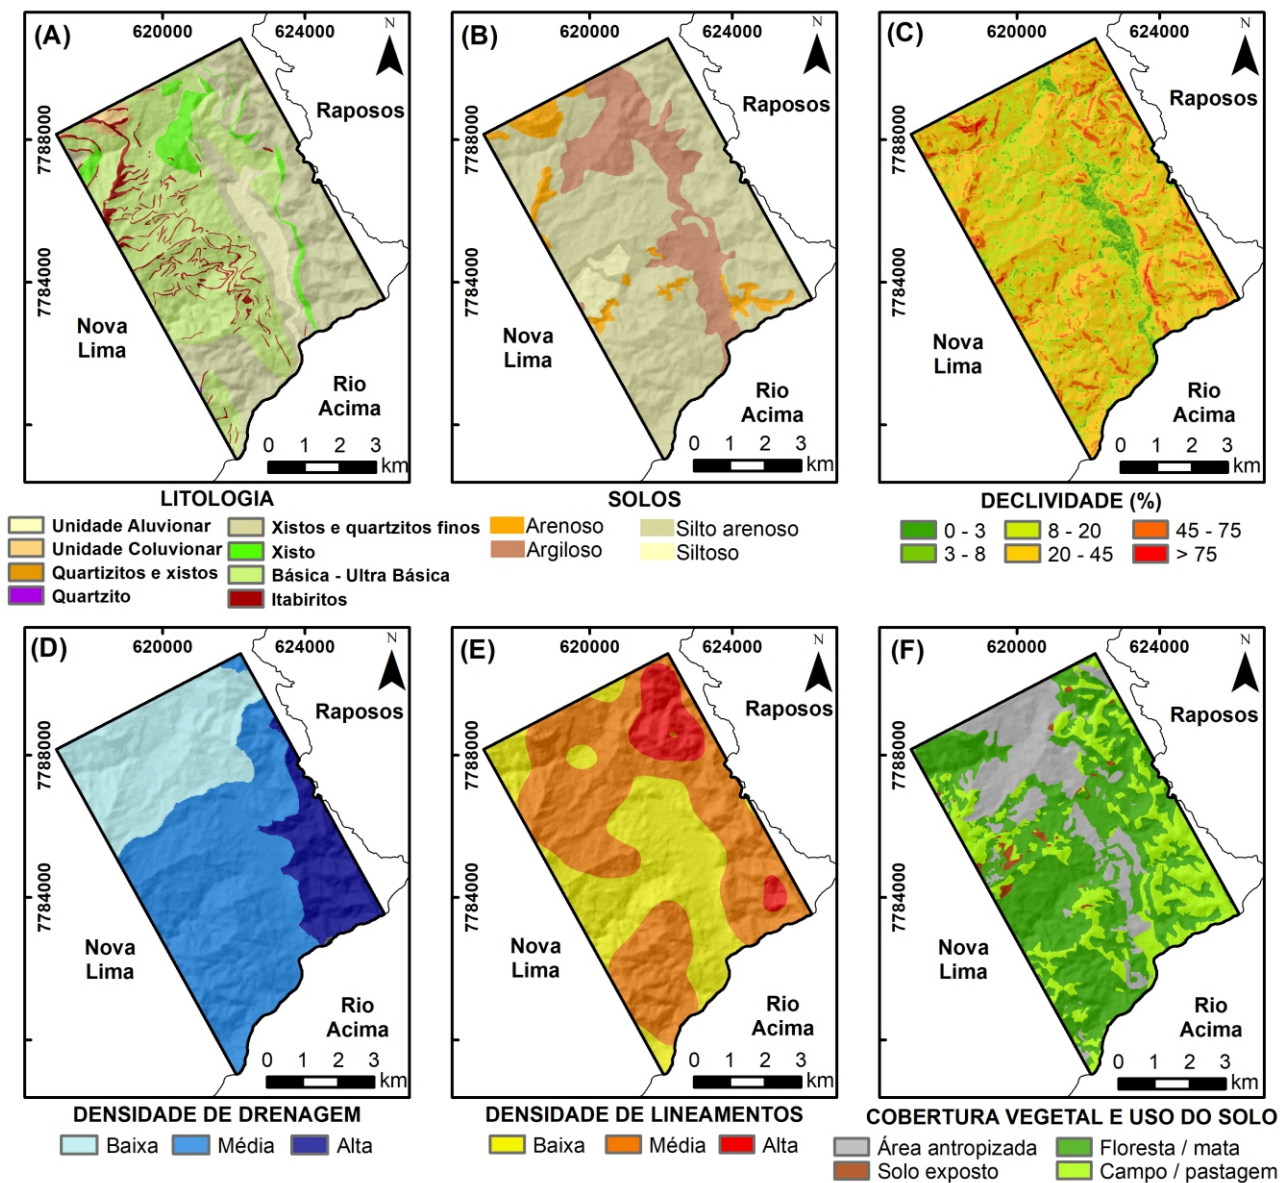 (A)
620000
624000
N
Raposos
7788000
7784000
Nova
Lima
Rio
Acima
0 1 2 3
km
(B)
620000
624000
N
Raposos
7788000
7784000
Nova
Lima
Rio
Acima
0 1 2 3
km
(C)
620000
624000
N
Raposos
7788000
7784000
Nova
Lima
Rio
Acima
0 1 2 3
km
LITOLOGIA
Unidade Aluvionar
Unidade Coluvionar
Quartizitos e xistos
Quartzito
Xistos e quartzitos finos
Xisto
Básica - Ultra Básica
Itabiritos
SOLOS
Arenoso
Argiloso
Silto arenoso
Siltoso
DECLIVIDADE (%)
0 - 3
3 - 8
8 - 20
20 - 45
45 - 75
> 75
(D)
620000
624000
N
Raposos
7788000
7784000
Nova
Lima
Rio
Acima
0 1 2 3
km
(E)
620000
624000
N
Raposos
7788000
7784000
Nova
Lima
Rio
Acima
0 1 2 3
km
(F)
620000
624000
N
Raposos
7788000
7784000
Nova
Lima
Rio
Acima
0 1 2 3
km
DENSIDADE DE DRENAGEM
Baixa Média Alta
DENSIDADE DE LINEAMENTOS
Baixa Média Alta
COBERTURA VEGETAL E USO DO SOLO
Área antropizada
Solo exposto
Floresta / mata
Campo / pastagem